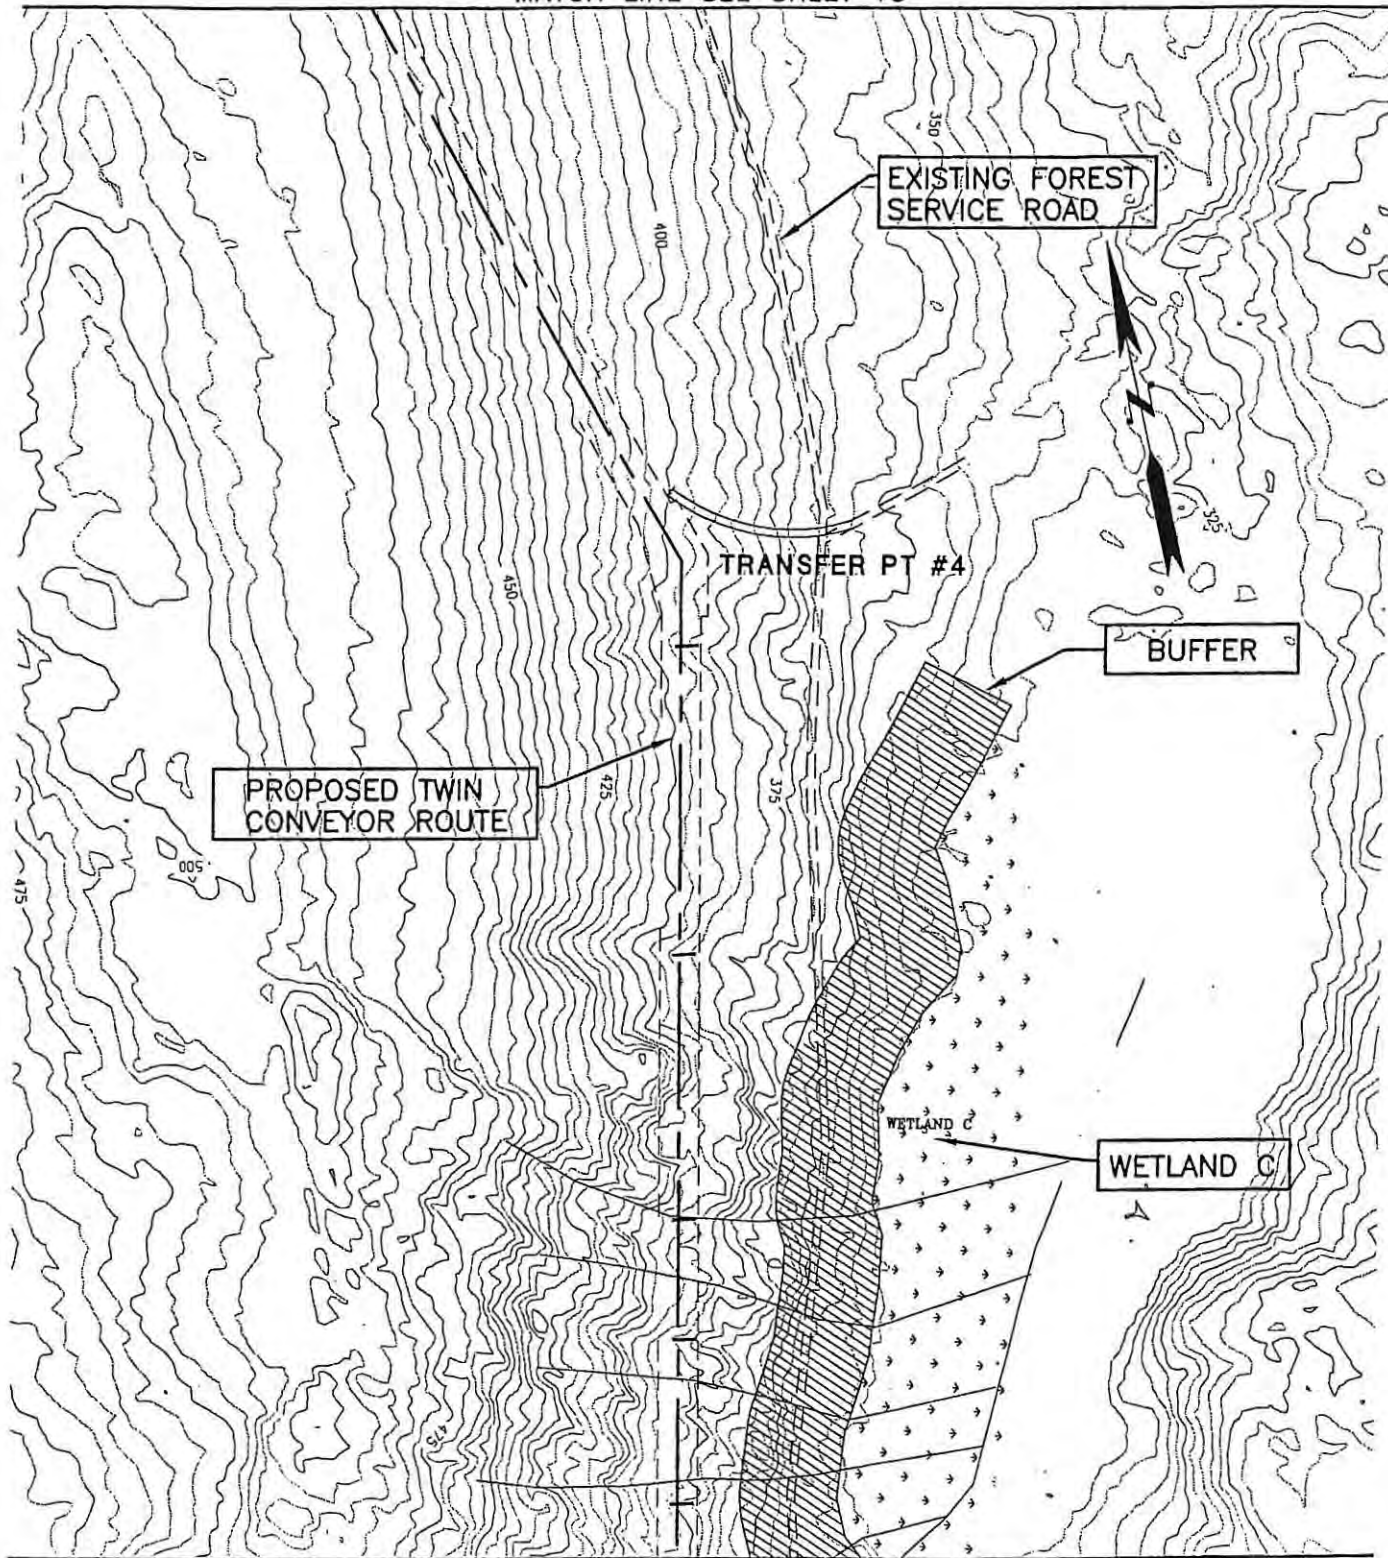 350
EXISTING FOREST
SERVICE ROAD
400
N
325
TRANSFER PT #4
450
BUFFER
PROPOSED TWIN
CONVEYOR ROUTE
425
375
500
475
WETLAND C
WETLAND C
475